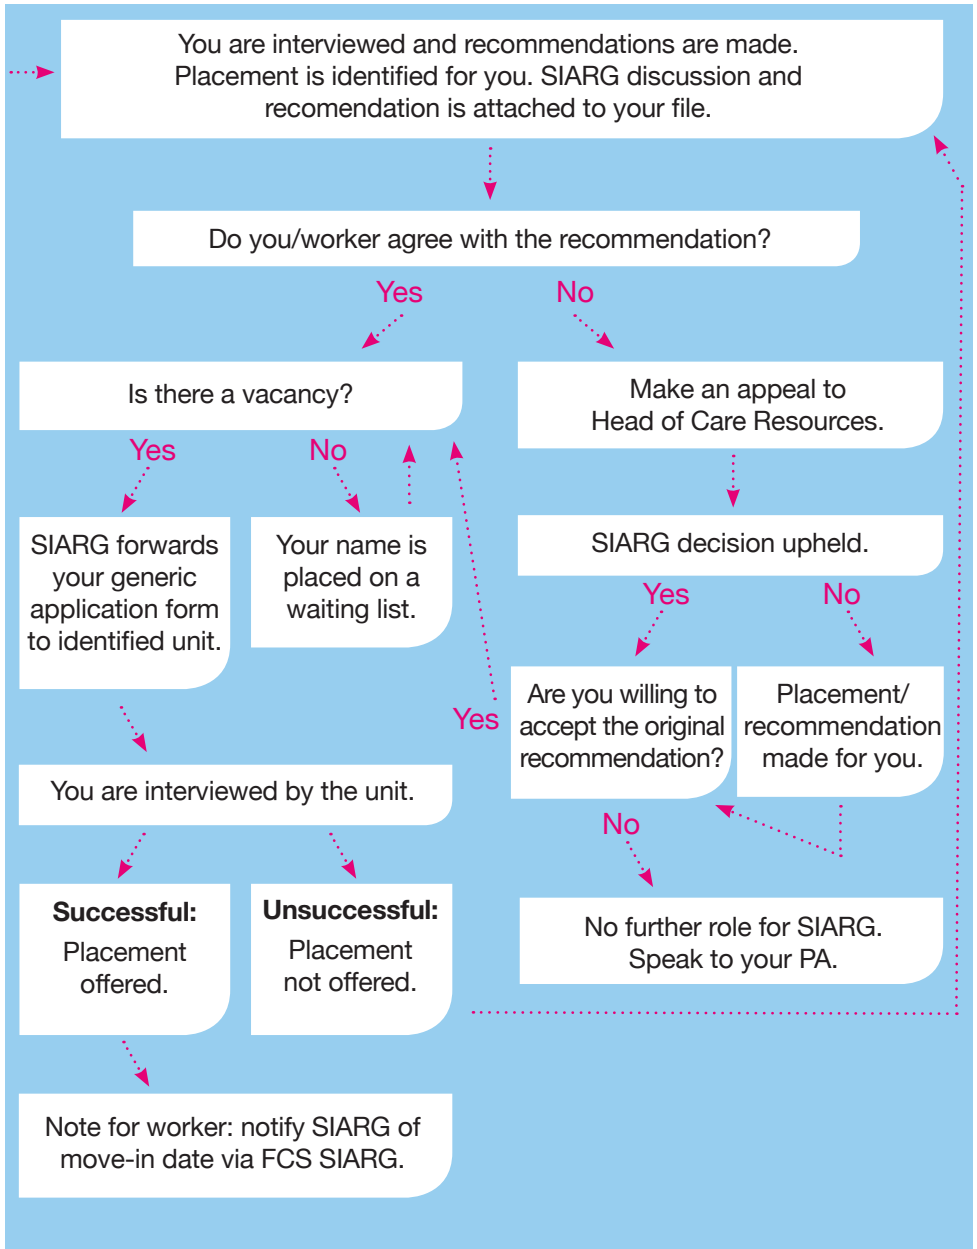 You are interviewed and recommendations are made.
Placement is identified for you. SIARG discussion and
recomendation is attached to your file.
Do you/worker agree with the recommendation?
Yes
No
Is there a vacancy?
Make an appeal to
Head of Care Resources.
Yes
No
SIARG forwards
your generic
application form
to identified unit.
Your name is
placed on a
waiting list.
SIARG decision upheld.
Yes
No
Are you willing to
accept the original
recommendation?
Placement/
recommendation
made for you.
Yes
No
You are interviewed by the unit.
Successful:
Placement
offered.
Unsuccessful:
Placement
not offered.
No further role for SIARG.
Speak to your PA.
Note for worker: notify SIARG of
move-in date via FCS SIARG.